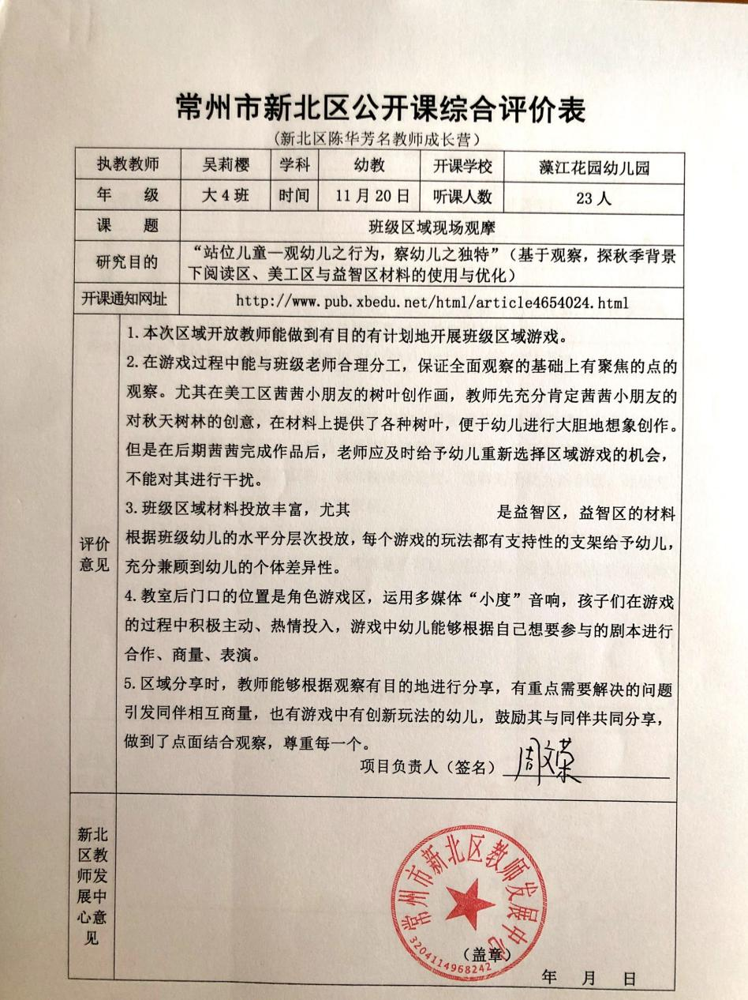 常州市新北区公开课综合评价表
（新北区陈华芳名教师成长营）
执教教师 吴莉樱 学科 幼教 开课学校 藻江花园幼儿园
年 级 大4班 时间 11月20日 听课人数 23人
课 题 班级区域现场观摩
研究目的 “站位儿童—观幼儿之行为，察幼儿之独特”（基于观察，探秋季背景
下阅读区、美工区与益智区材料的使用与优化）
开课通知网址 http://www.pub.xbedu.net/html/article4654024.html
1.本次区域开放教师能做到有目的有计划地开展班级区域游戏。
2.在游戏过程中能与班级老师合理分工，保证全面观察的基础上有聚焦的点的
观察。尤其在美工区茜茜小朋友的树叶创作画，教师先充分肯定茜茜小朋友的
对秋天树林的创意，在材料上提供了各种树叶，便于幼儿进行大胆地想象创作。
但是在后期茜茜完成作品后，老师应及时给予幼儿重新选择区域游戏的机会，
不能对其进行干扰。
3.班级区域材料投放丰富，尤其 是益智区，益智区的材料
根据班级幼儿的水平分层次投放，每个游戏的玩法都有支持性的支架给予幼儿，
充分兼顾到幼儿的个体差异性。
4.教室后门口的位置是角色游戏区，运用多媒体“小度”音响，孩子们在游戏
的过程中积极主动、热情投入，游戏中幼儿能够根据自己想要参与的剧本进行
合作、商量、表演。
5.区域分享时，教师能够根据观察有目的地进行分享，有重点需要解决的问题
引发同伴相互商量，也有游戏中有创新玩法的幼儿，鼓励其与同伴共同分享，
做到了点面结合观察，尊重每一个。
评价
意见
项目负责人（签名） 周文荣
新北
区教
师发
展中
心意
见
常州市新北区教师发展中心
3204114968242
（盖章）
年 月 日